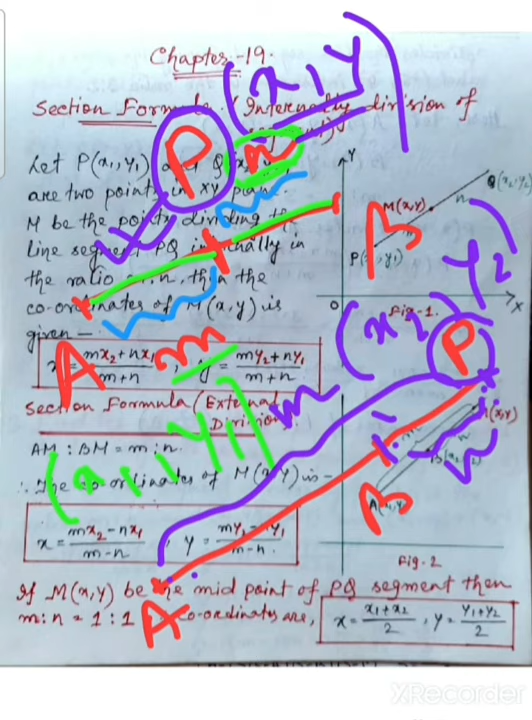 Chapter-19.
(x, y)
Section Formula (Internally division of
P
n
Let P(x1, y1) Q
are two points in xy plane.
M be the point dividing the
line segment PQ internally in
the ratio : n, then the
co-ordinates of M(x, y) is
given -
Y
M(x,y)
n
Q(x2, y2)
P( , y1)
B
O
X
Fig-1.
(x2, y2)
A
m
x = mx2+nx1 / m+n , y = my2+ny1 / m+n
P
Section Formula (External
Division
m
AM : BM = m : n.
(x1, y1)
∴ The co-ordinates of M(x, y) is -
n
B
x = mx2 - nx1 / m-n , y = my1 - y1 / m-n.
Fig. 2
A
If M(x,y) be the mid point of PQ segment then
m : n = 1 : 1 co-ordinates are, x = x1+x2 / 2 , y = y1+y2 / 2
XRecorder